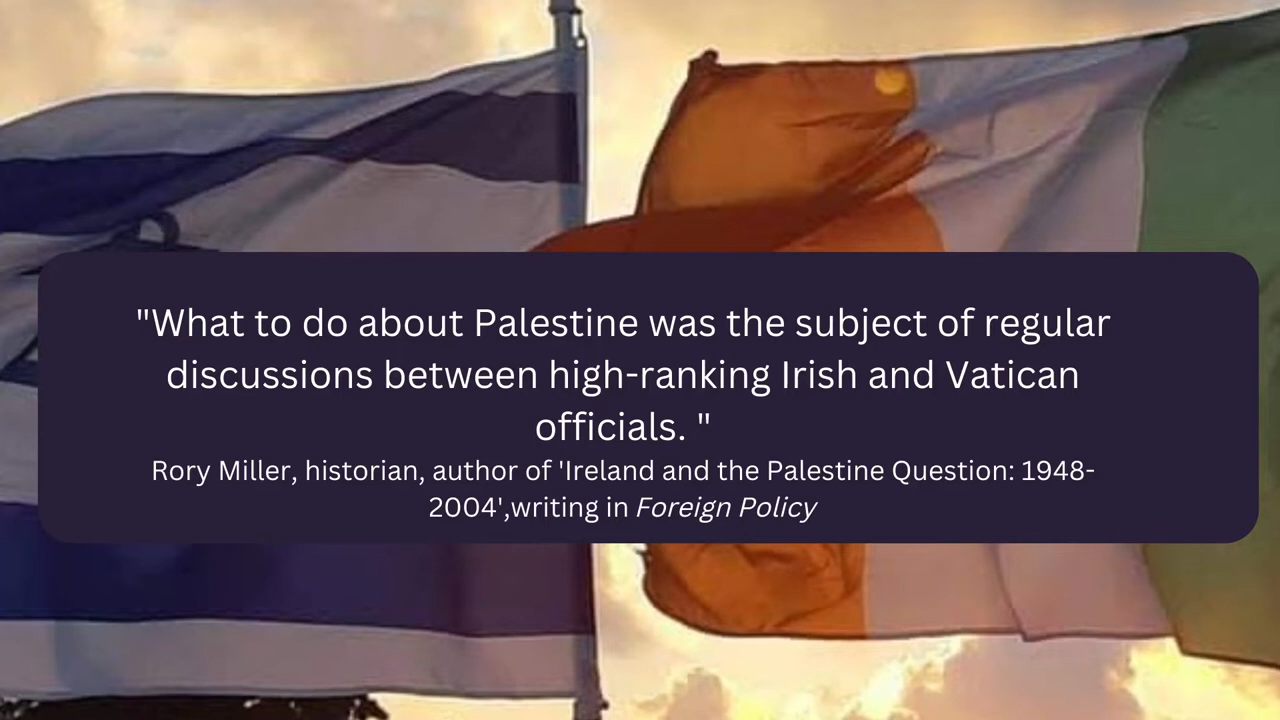 "What to do about Palestine was the subject of regular
discussions between high-ranking Irish and Vatican
officials. "
Rory Miller, historian, author of 'Ireland and the Palestine Question: 1948-
2004',writing in Foreign Policy